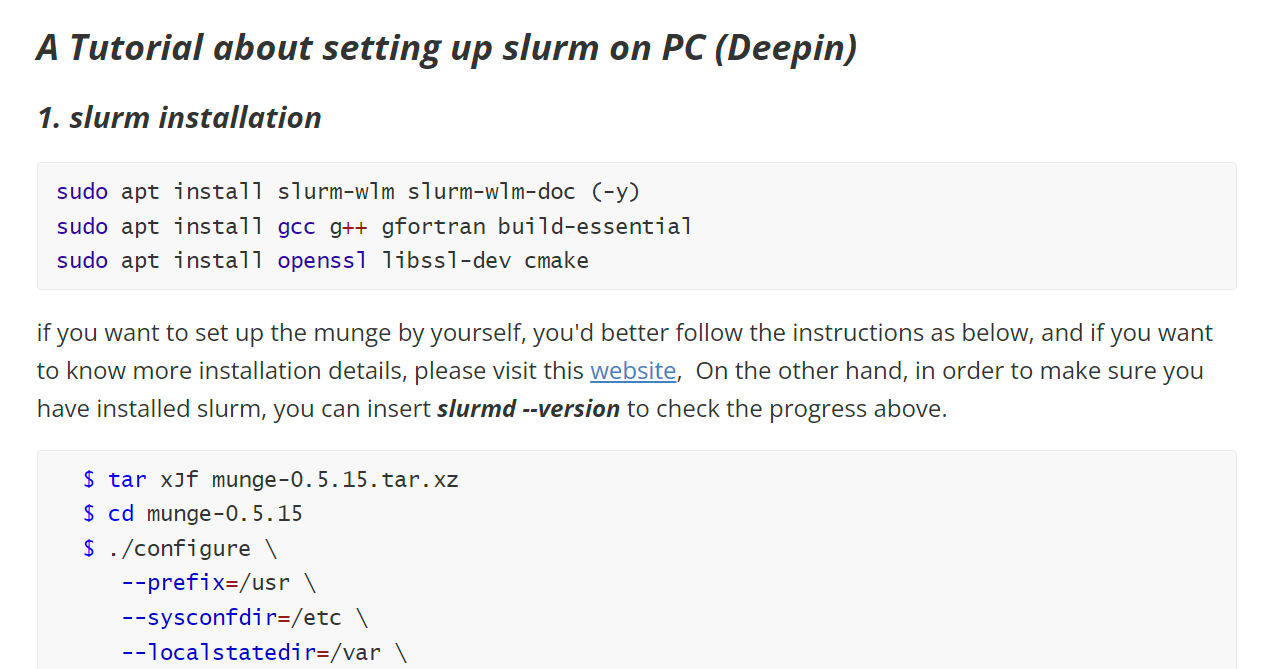 A Tutorial about setting up slurm on PC (Deepin)
1. slurm installation
sudo apt install slurm-wlm slurm-wlm-doc (-y)
sudo apt install gcc g++ gfortran build-essential
sudo apt install openssl libssl-dev cmake
if you want to set up the munge by yourself, you'd better follow the instructions as below, and if you want
to know more installation details, please visit this website,  On the other hand, in order to make sure you
have installed slurm, you can insert slurmd --version to check the progress above.
$ tar xJf munge-0.5.15.tar.xz
$ cd munge-0.5.15
$ ./configure \
--prefix=/usr \
--sysconfdir=/etc \
--localstatedir=/var \